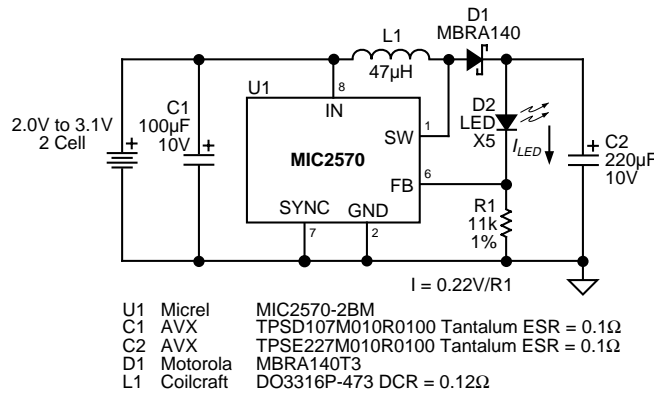 D1
MBRA140
L1
47µH
U1
8
IN
2.0V to 3.1V
2 Cell
C1
100µF
10V
+
+
MIC2570
SW
1
D2
LED
X5
I LED
+
C2
220µF
10V
FB
6
SYNC
GND
7
2
R1
11k
1%
I = 0.22V/R1
U1 Micrel MIC2570-2BM
C1 AVX TPSD107M010R0100 Tantalum ESR = 0.1Ω
C2 AVX TPSE227M010R0100 Tantalum ESR = 0.1Ω
D1 Motorola MBRA140T3
L1 Coilcraft DO3316P-473 DCR = 0.12Ω